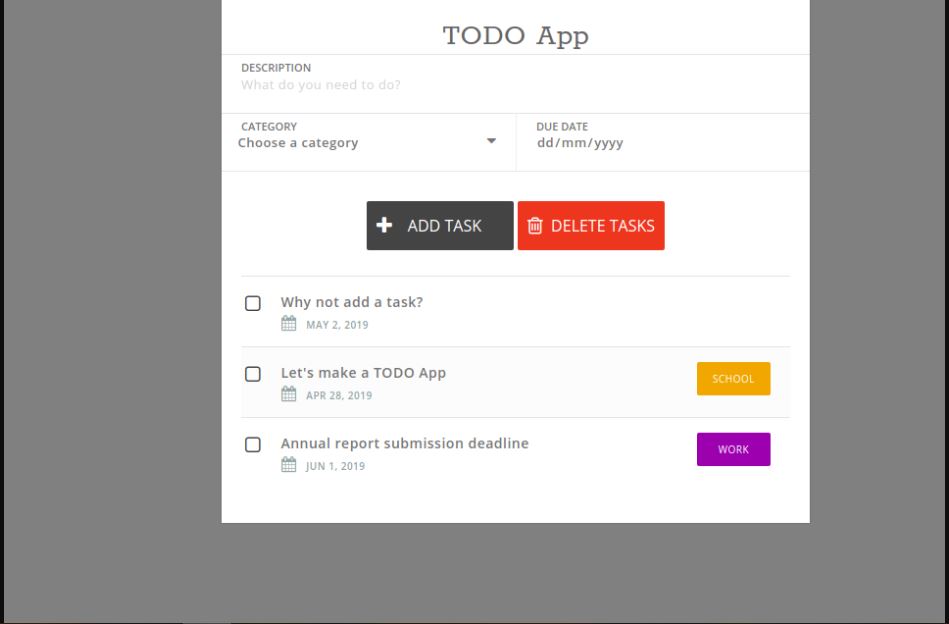 TODO App
DESCRIPTION
What do you need to do?
CATEGORY
Choose a category
DUE DATE
dd/mm/yyyy
ADD TASK
DELETE TASKS
Why not add a task?
MAY 2, 2019
Let's make a TODO App
APR 28, 2019
SCHOOL
Annual report submission deadline
JUN 1, 2019
WORK